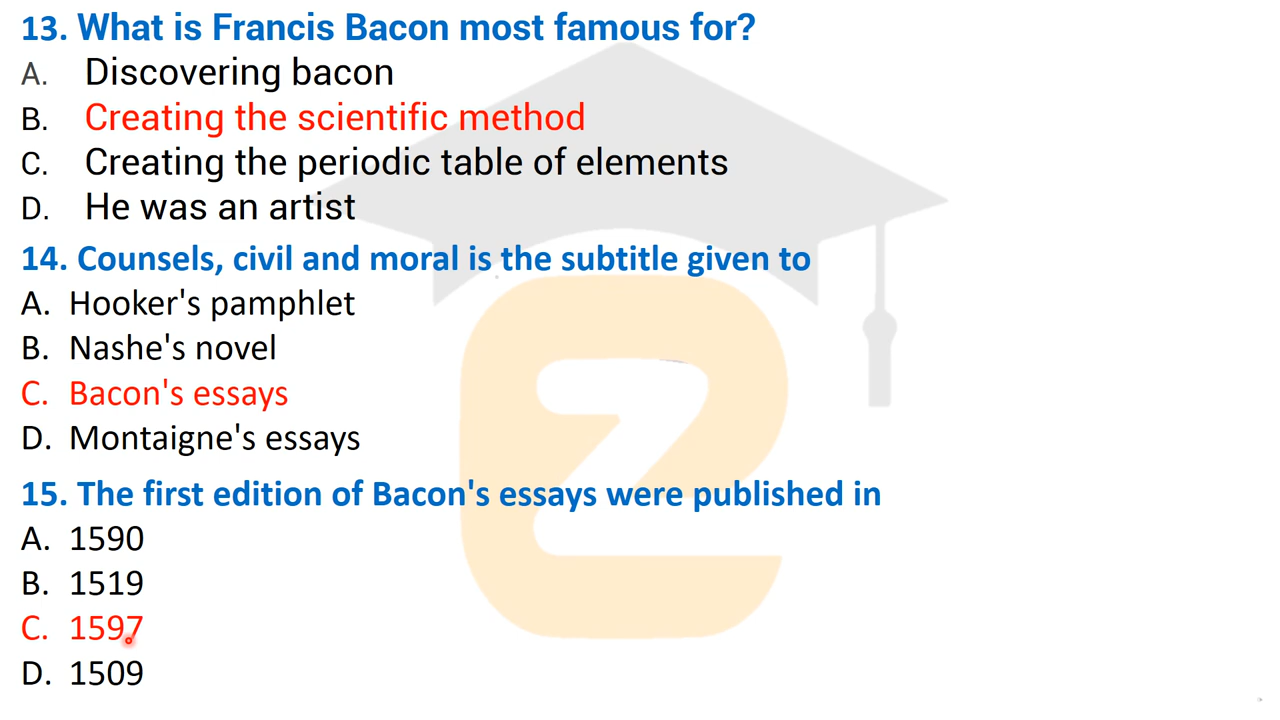 13. What is Francis Bacon most famous for?
A. Discovering bacon
B. Creating the scientific method
C. Creating the periodic table of elements
D. He was an artist
14. Counsels, civil and moral is the subtitle given to
A. Hooker's pamphlet
B. Nashe's novel
C. Bacon's essays
D. Montaigne's essays
15. The first edition of Bacon's essays were published in
A. 1590
B. 1519
C. 1597
D. 1509